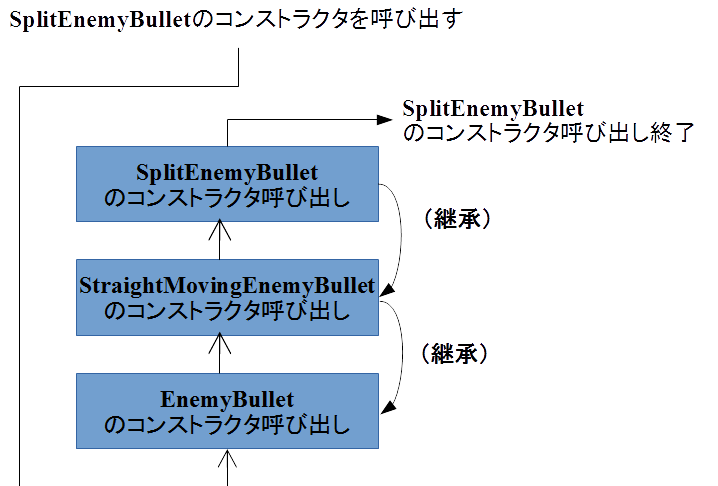 SplitEnemyBulletのコンストラクタを呼び出す
SplitEnemyBullet
のコンストラクタ呼び出し終了
SplitEnemyBullet
のコンストラクタ呼び出し
（継承）
StraightMovingEnemyBullet
のコンストラクタ呼び出し
（継承）
EnemyBullet
のコンストラクタ呼び出し